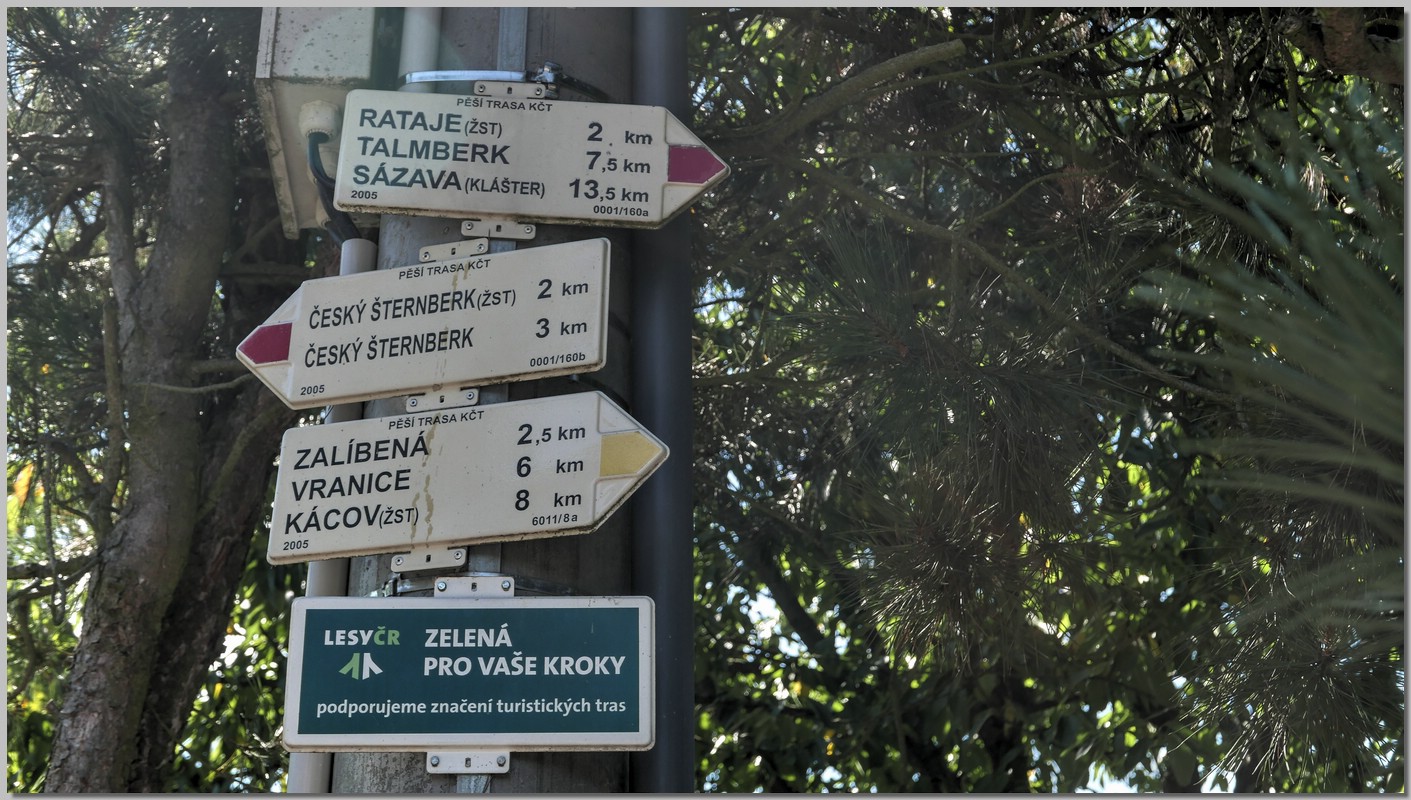 PĚŠÍ TRASA KČT
RATAJE (ŽST) 2 km
TALMBERK 7,5 km
SÁZAVA (KLÁŠTER) 13,5 km
2005 0001/160a
PĚŠÍ TRASA KČT
ČESKÝ ŠTERNBERK (ŽST) 2 km
ČESKÝ ŠTERNBERK 3 km
2005 0001/160b
PĚŠÍ TRASA KČT
ZALÍBENÁ 2,5 km
VRANICE 6 km
KÁCOV (ŽST) 8 km
2005 6011/8a
LESYČR
ZELENÁ
PRO VAŠE KROKY
podporujeme značení turistických tras